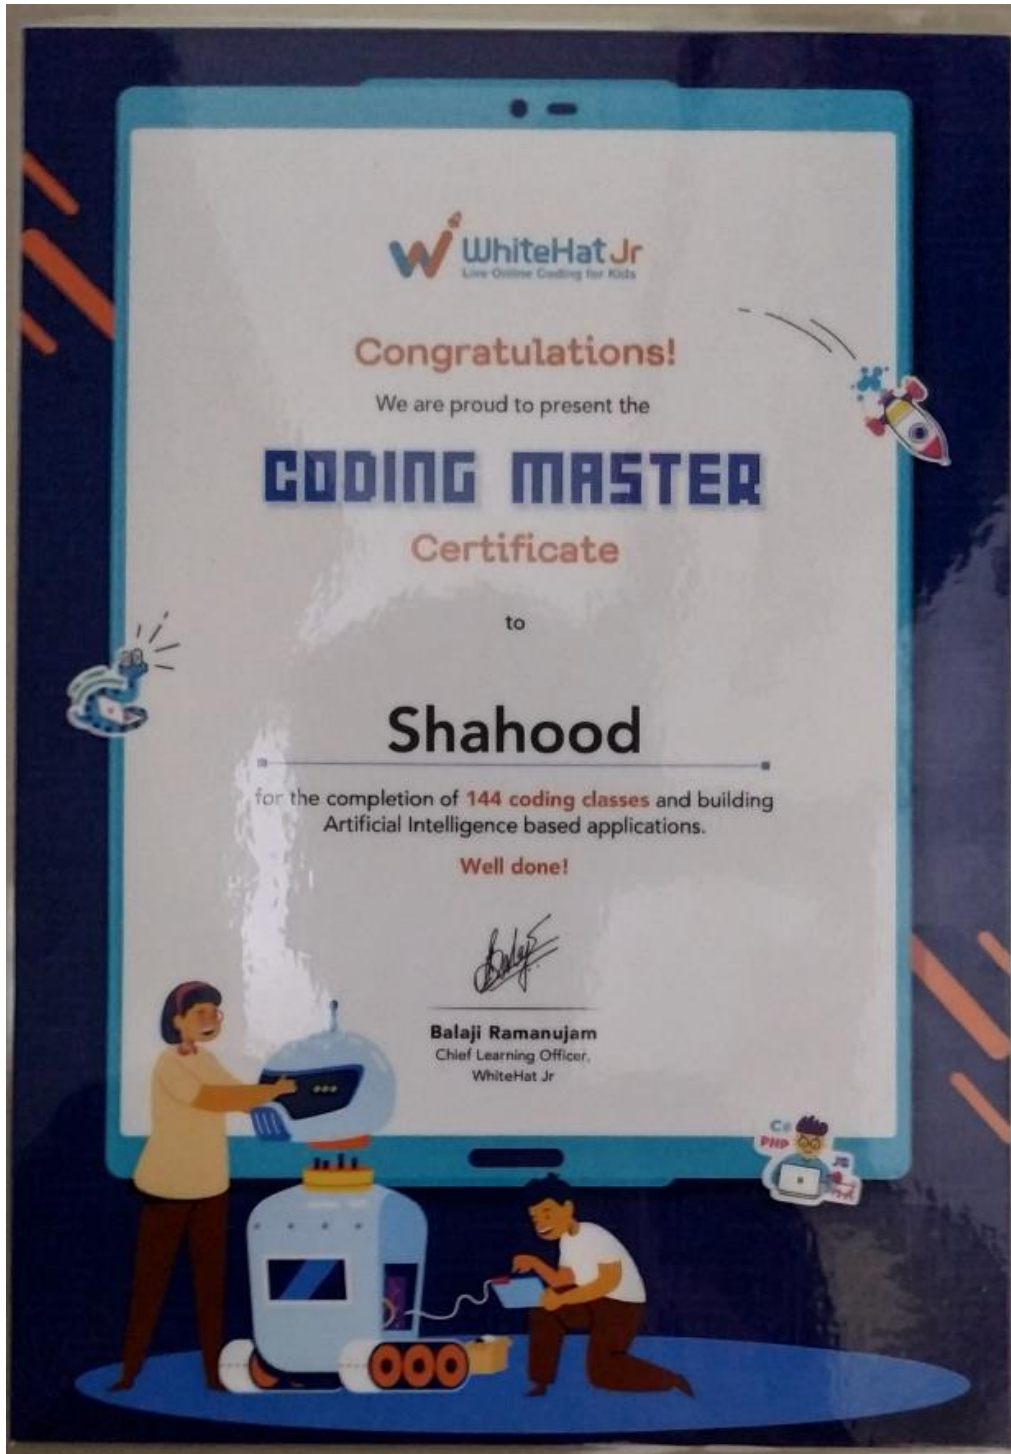 WhiteHat Jr
Live Online Coding for Kids
Congratulations!
We are proud to present the
CODING MASTER
Certificate
to
Shahood
for the completion of 144 coding classes and building
Artificial Intelligence based applications.
Well done!
Balaji Ramanujam
Chief Learning Officer,
WhiteHat Jr
PHP